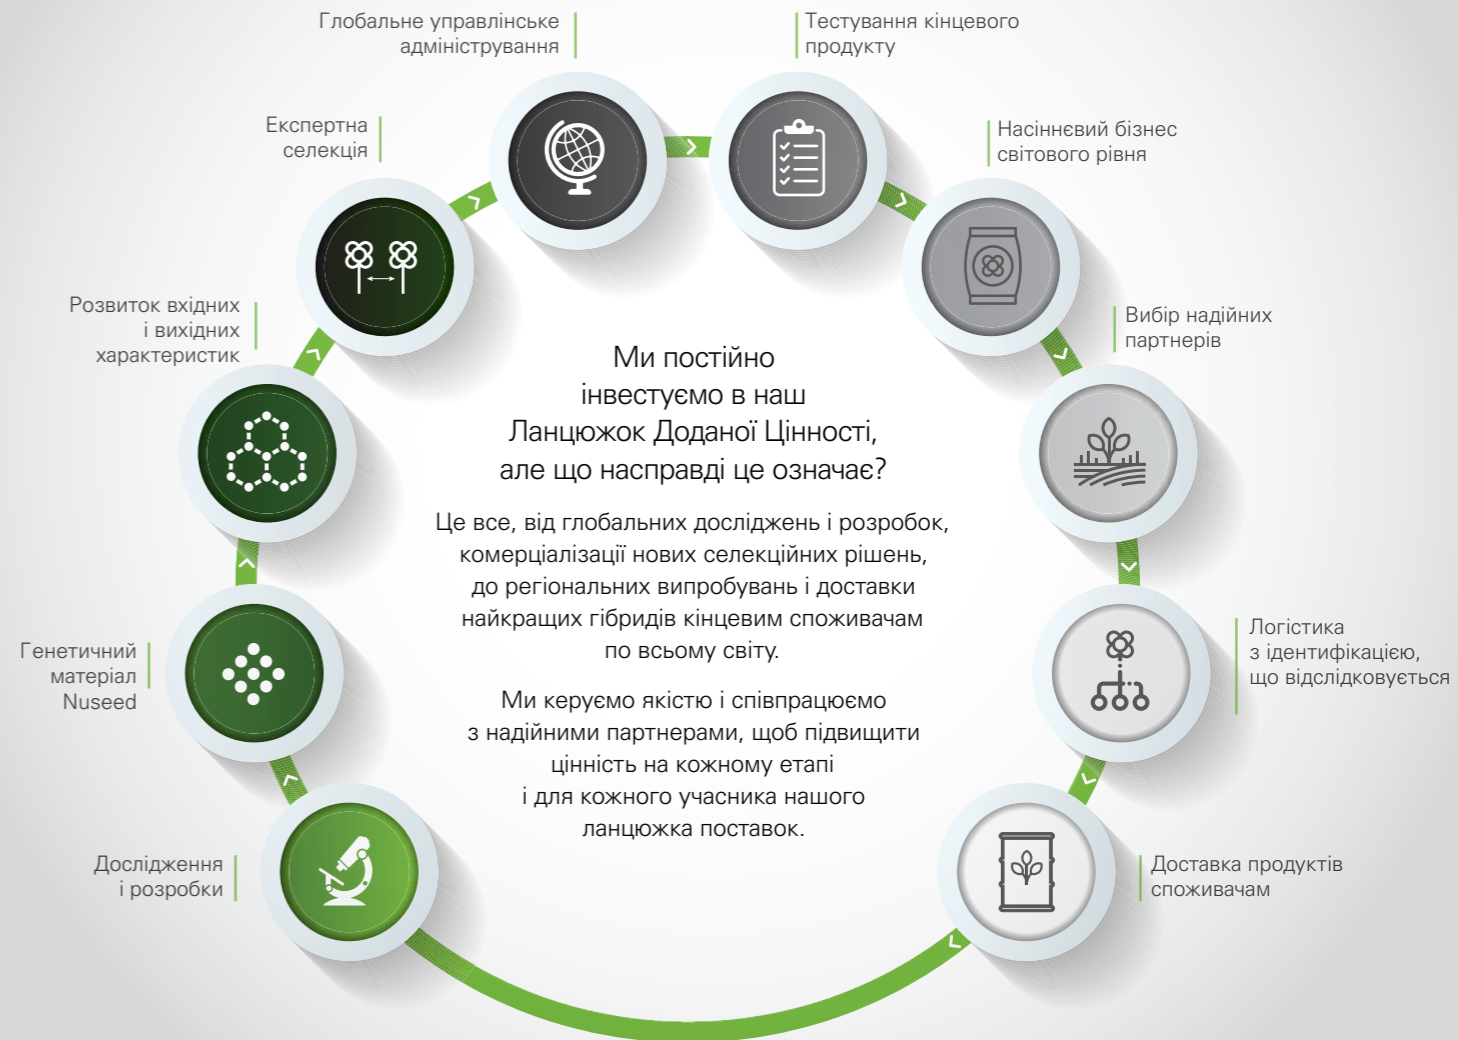 Глобальне управлінське
адміністрування
Тестування кінцевого
продукту
Експертна
селекція
Насіннєвий бізнес
світового рівня
Розвиток вхідних
і вихідних
характеристик
Вибір надійних
партнерів
Ми постійно
інвестуємо в наш
Ланцюжок Доданої Цінності,
але що насправді це означає?
Це все, від глобальних досліджень і розробок,
комерціалізації нових селекційних рішень,
до регіональних випробувань і доставки
найкращих гібридів кінцевим споживачам
по всьому світу.
Ми керуємо якістю і співпрацюємо
з надійними партнерами, щоб підвищити
цінність на кожному етапі
і для кожного учасника нашого
ланцюжка поставок.
Генетичний
матеріал
Nuseed
Логістика
з ідентифікацією,
що відслідковується
Дослідження
і розробки
Доставка продуктів
споживачам